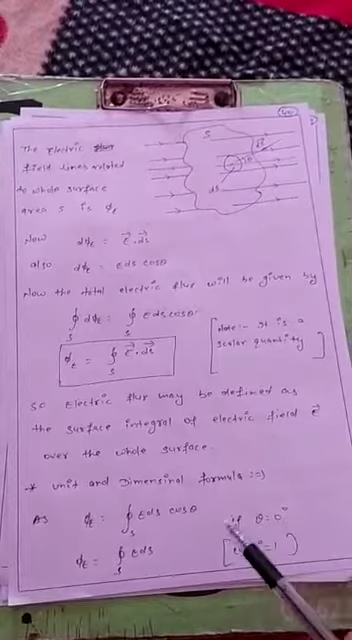 40
The electric
field lines related
to whole surface
area S is ϕE
S
E
θ
ds
Now dϕE = E⃗.d⃗s
also dϕE = Eds cosθ
Now the total electric flux will be given by
∮S dϕE = ∮S Eds cosθ
[Note:- It is a
scalar quantity]
ϕE = ∮S E⃗.d⃗s
so Electric flux may be defined as
the surface integral of electric field E⃗
over the whole surface.
* unit and Dimensional formula :=>
As ϕE = ∮S Eds cosθ if θ=0°
ϕE = ∮S Eds =1